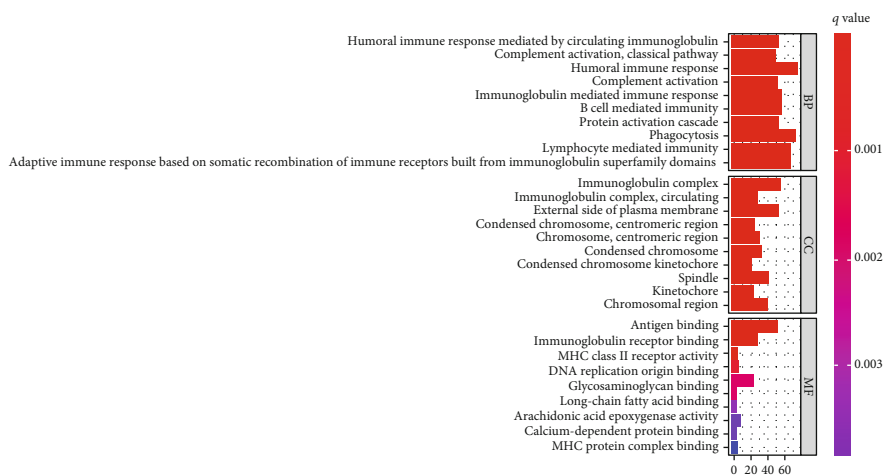 q value
Humoral immune response mediated by circulating immunoglobulin
Complement activation, classical pathway
Humoral immune response
Complement activation
Immunoglobulin mediated immune response
B cell mediated immunity
Protein activation cascade
Phagocytosis
Lymphocyte mediated immunity
Adaptive immune response based on somatic recombination of immune receptors built from immunoglobulin superfamily domains
BP
Immunoglobulin complex
Immunoglobulin complex, circulating
External side of plasma membrane
Condensed chromosome, centromeric region
Chromosome, centromeric region
Condensed chromosome
Condensed chromosome kinetochore
Spindle
Kinetochore
Chromosomal region
CC
Antigen binding
Immunoglobulin receptor binding
MHC class II receptor activity
DNA replication origin binding
Glycosaminoglycan binding
Long-chain fatty acid binding
Arachidonic acid epoxygenase activity
Calcium-dependent protein binding
MHC protein complex binding
MF
0 20 40 60
0.001
0.002
0.003